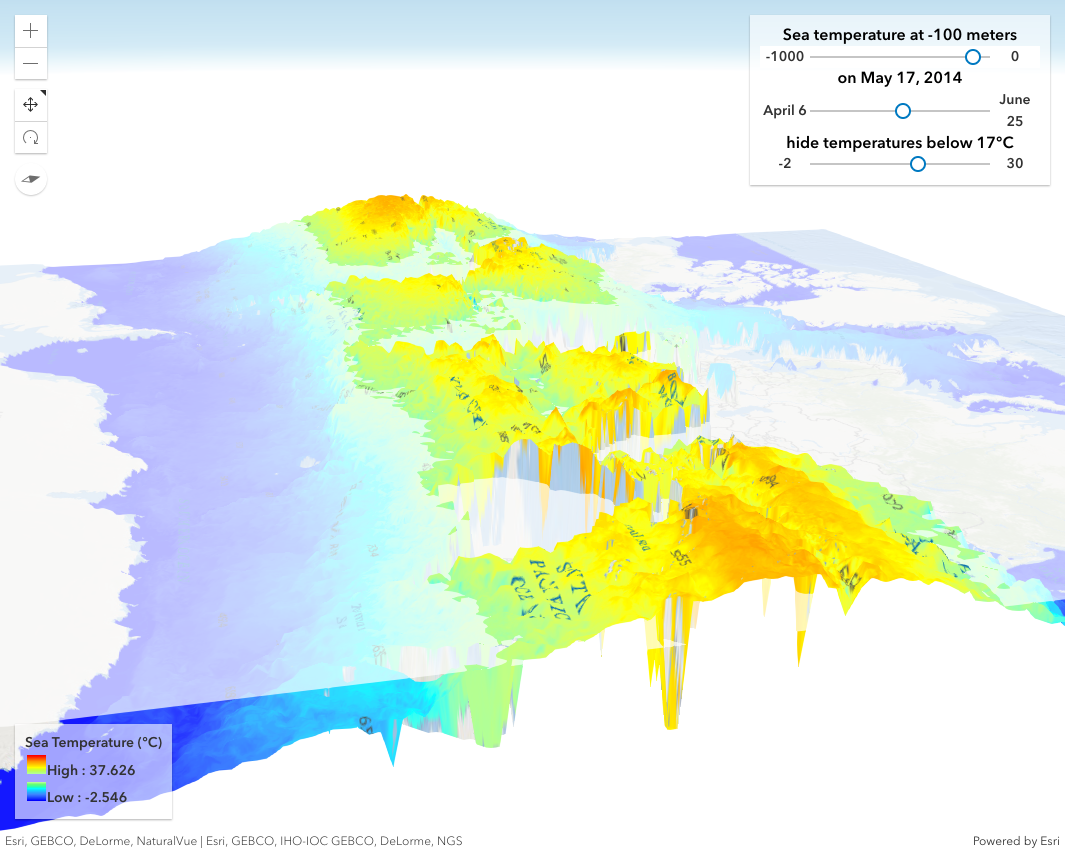 Sea temperature at -100 meters
-1000 0
on May 17, 2014
April 6 June 25
hide temperatures below 17°C
-2 30
Sea Temperature (°C)
High : 37.626
Low : -2.546
Esri, GEBCO, DeLorme, NaturalVue | Esri, GEBCO, IHO-IOC GEBCO, DeLorme, NGS
Powered by Esri